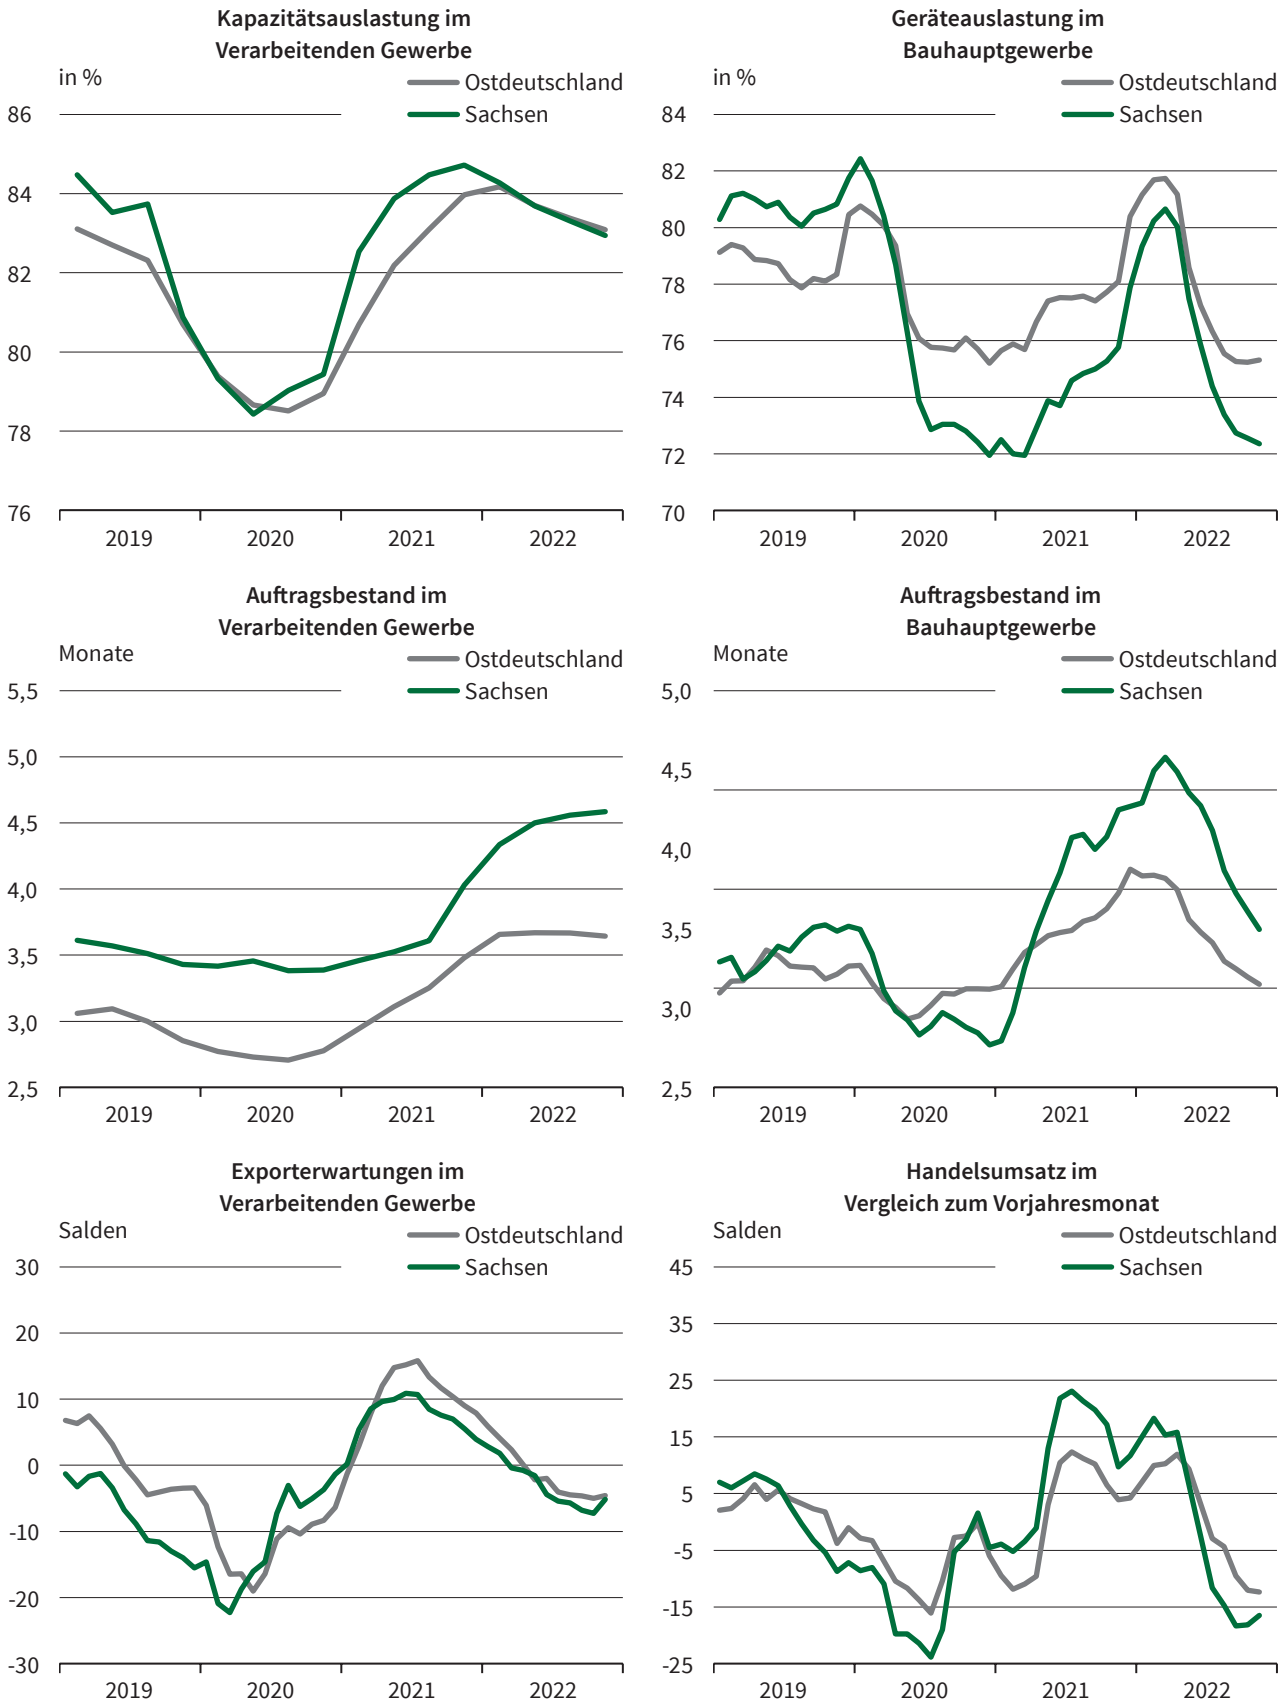 Kapazitätsauslastung im
Verarbeitenden Gewerbe
in %
Ostdeutschland
Sachsen
86
84
82
80
78
76
2019
2020
2021
2022
Geräteauslastung im
Bauhauptgewerbe
in %
Ostdeutschland
Sachsen
84
82
80
78
76
74
72
70
2019
2020
2021
2022
Auftragsbestand im
Verarbeitenden Gewerbe
Monate
Ostdeutschland
Sachsen
5,5
5,0
4,5
4,0
3,5
3,0
2,5
2019
2020
2021
2022
Auftragsbestand im
Bauhauptgewerbe
Monate
Ostdeutschland
Sachsen
5,0
4,5
4,0
3,5
3,0
2,5
2019
2020
2021
2022
Exporterwartungen im
Verarbeitenden Gewerbe
Salden
Ostdeutschland
Sachsen
30
20
10
0
-10
-20
-30
2019
2020
2021
2022
Handelsumsatz im
Vergleich zum Vorjahresmonat
Salden
Ostdeutschland
Sachsen
45
35
25
15
5
-5
-15
-25
2019
2020
2021
2022